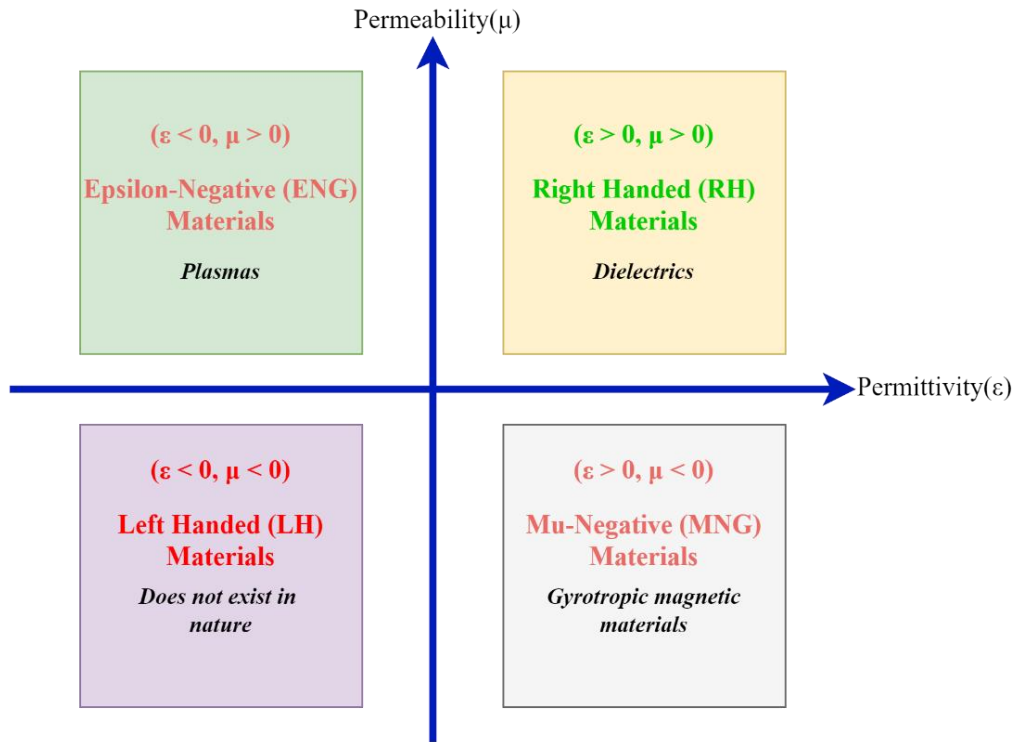 Permeability(μ)
(ε < 0, μ > 0)
Epsilon-Negative (ENG)
Materials
Plasmas
(ε > 0, μ > 0)
Right Handed (RH)
Materials
Dielectrics
Permittivity(ε)
(ε < 0, μ < 0)
Left Handed (LH)
Materials
Does not exist in
nature
(ε > 0, μ < 0)
Mu-Negative (MNG)
Materials
Gyrotropic magnetic
materials